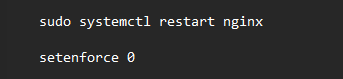 sudo systemctl restart nginx
setenforce 0